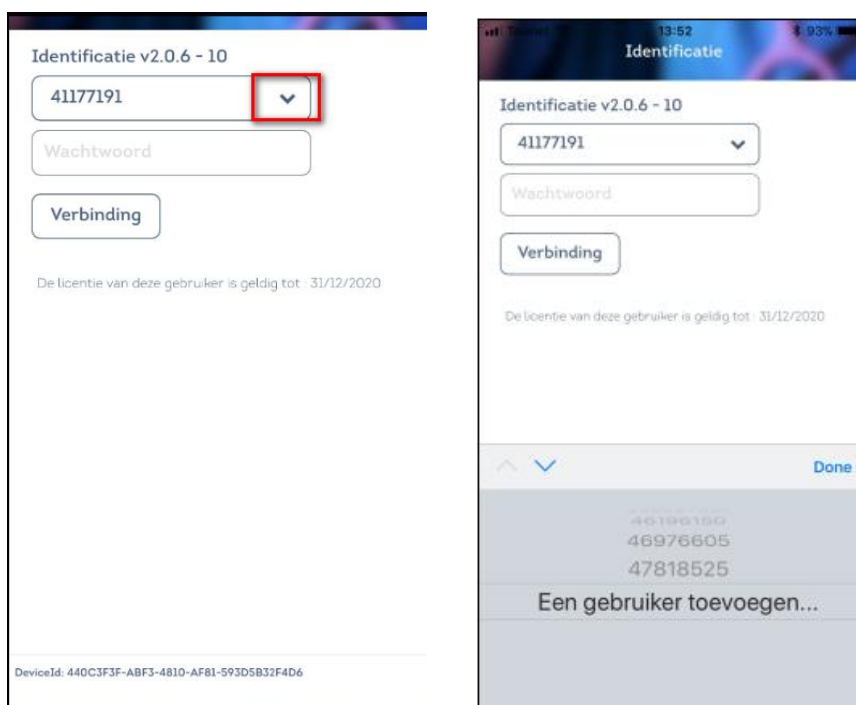 Identificatie v2.0.6 - 10
41177191
Wachtwoord
Verbinding
De licentie van deze gebruiker is geldig tot : 31/12/2020
DeviceId: 440C3F3F-ABF3-4810-AF81-593D5B32F4D6
13:52
93%
Identificatie
Identificatie v2.0.6 - 10
41177191
Wachtwoord
Verbinding
De licentie van deze gebruiker is geldig tot : 31/12/2020
Done
46976605
47818525
Een gebruiker toevoegen...